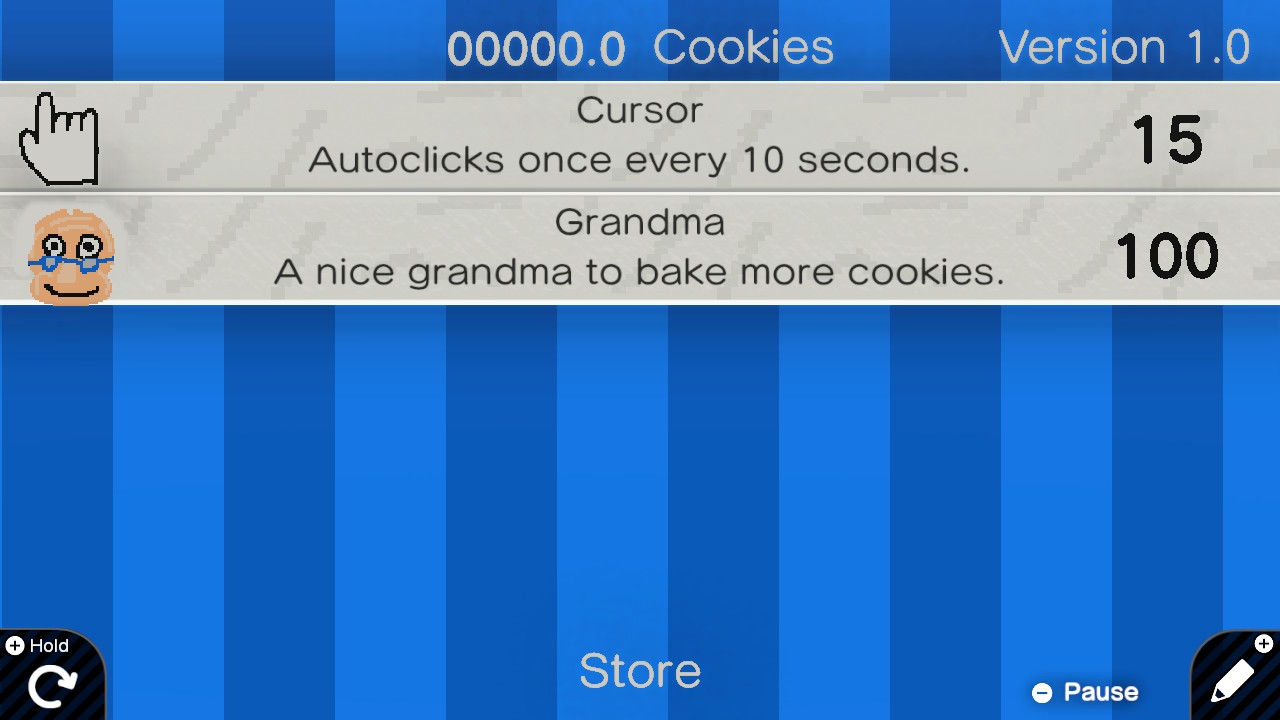 00000.0 Cookies
Version 1.0
Cursor
Autoclicks once every 10 seconds.
15
Grandma
A nice grandma to bake more cookies.
100
Hold
Store
Pause